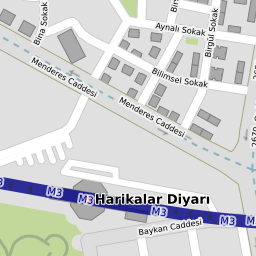 Bina Sokak
Aynalı Sokak
Birgül Sokak
Bilimsel Sokak
Menderes Caddesi
Menderes Caddesi
M3
M3
Harikalar Diyarı
M3
M3
M3
Baykan Caddesi